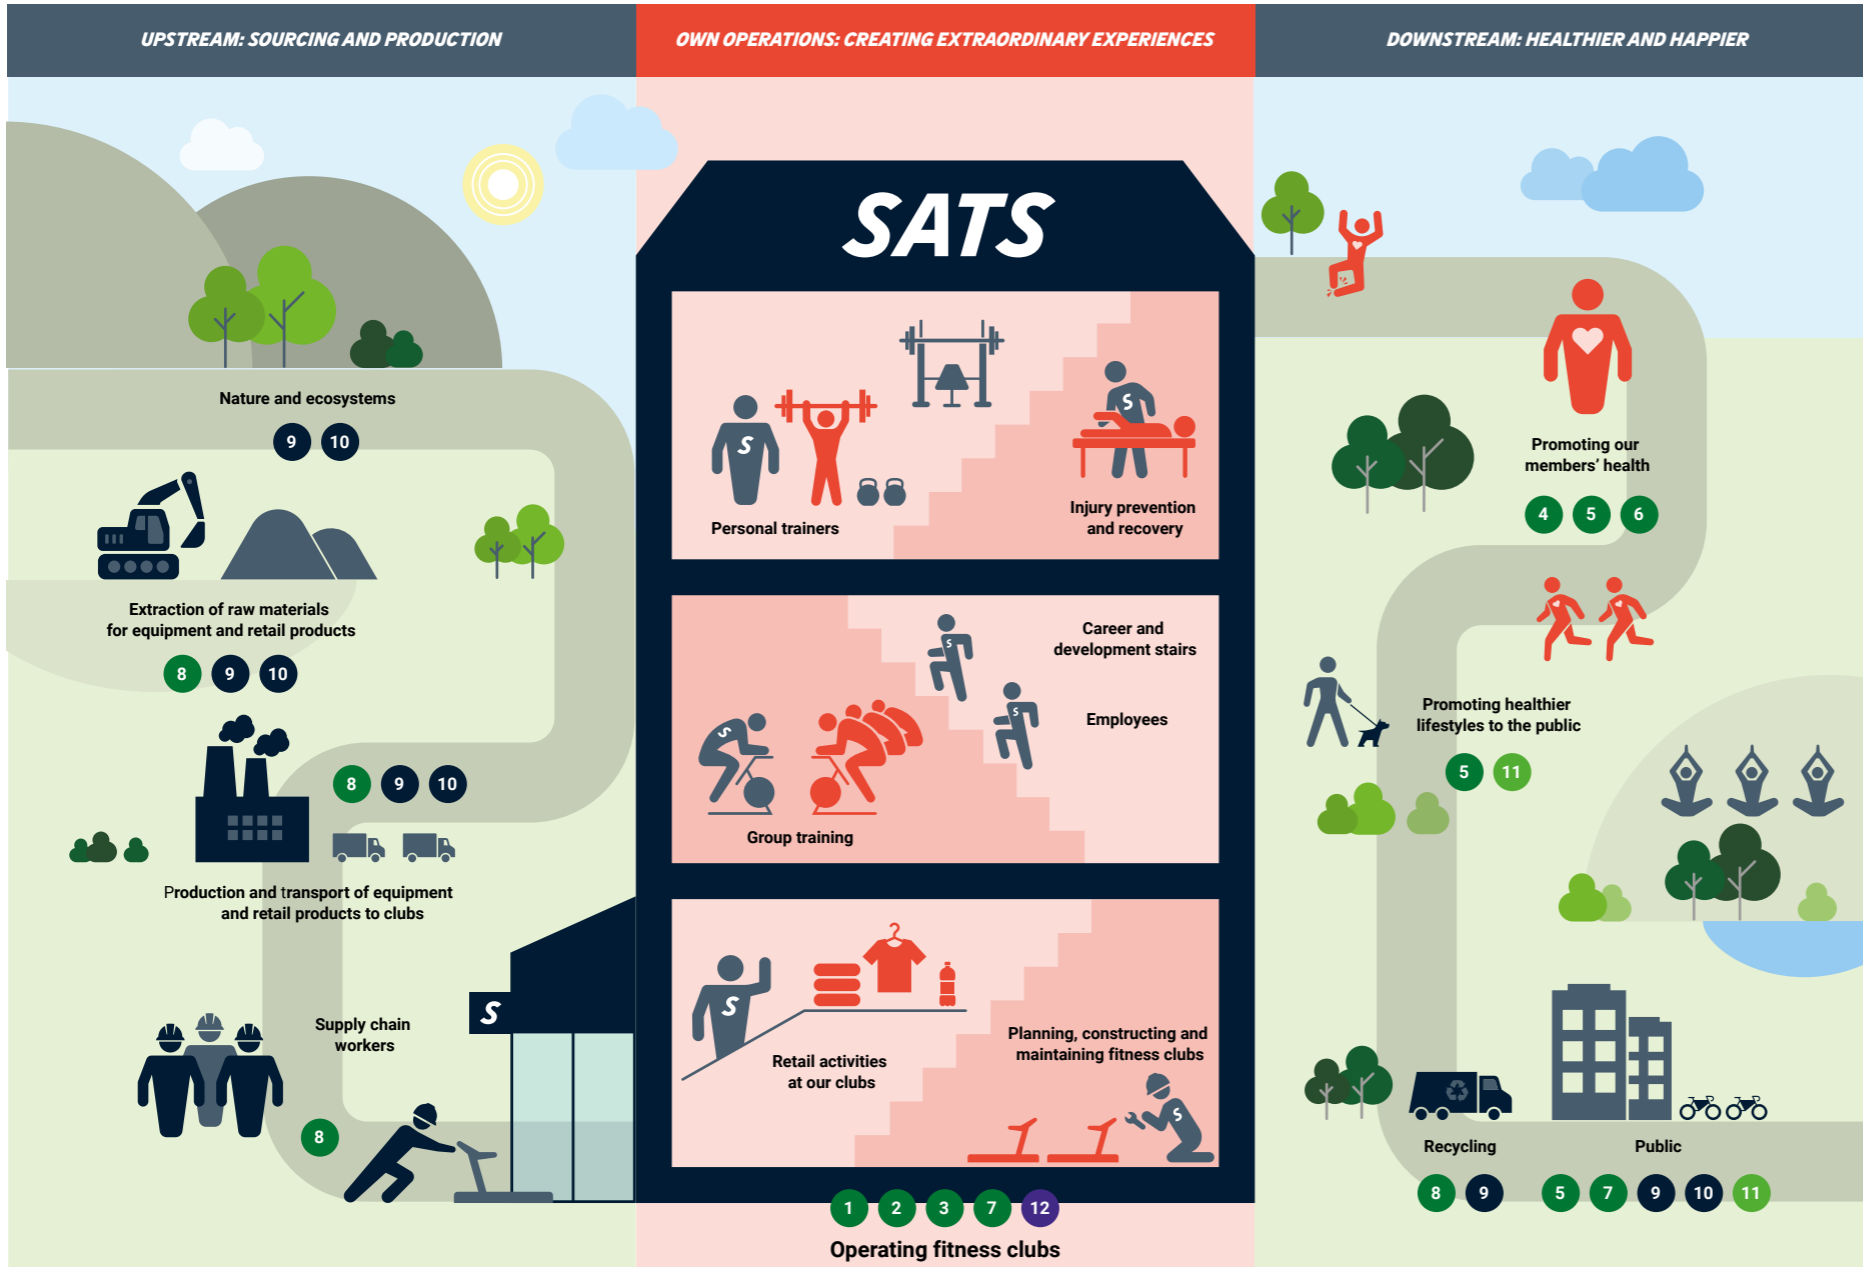 UPSTREAM: SOURCING AND PRODUCTION
OWN OPERATIONS: CREATING EXTRAORDINARY EXPERIENCES
DOWNSTREAM: HEALTHIER AND HAPPIER
Nature and ecosystems
9 10
Extraction of raw materials
for equipment and retail products
8 9 10
8 9 10
Production and transport of equipment
and retail products to clubs
Supply chain
workers
8
S
SATS
S
S
Personal trainers
Injury prevention
and recovery
S
S
S
Career and
development stairs
Employees
Group training
S
Retail activities
at our clubs
Planning, constructing and
maintaining fitness clubs
S
1 2 3 7 12
Operating fitness clubs
Promoting our
members' health
4 5 6
Promoting healthier
lifestyles to the public
5 11
Recycling
8 9
Public
5 7 9 10 11